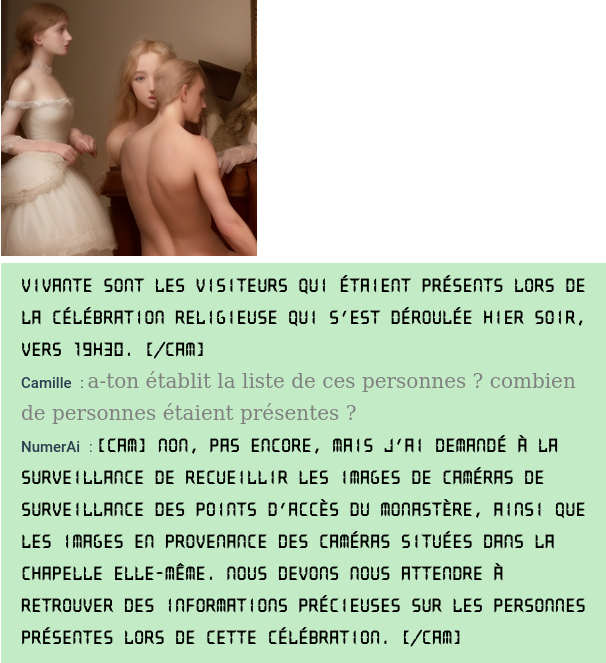 VIVANTE SONT LES VISITEURS QUI ÉTAIENT PRÉSENTS LORS DE
LA CÉLÉBRATION RELIGIEUSE QUI S'EST DÉROULÉE HIER SOIR,
VERS 19H30. [/CAM]
Camille : a-ton établit la liste de ces personnes ? combien
de personnes étaient présentes ?
NumerAi : [CAM] NON, PAS ENCORE, MAIS J'AI DEMANDÉ À LA
SURVEILLANCE DE RECUEILLIR LES IMAGES DE CAMÉRAS DE
SURVEILLANCE DES POINTS D'ACCÈS DU MONASTÈRE, AINSI QUE
LES IMAGES EN PROVENANCE DES CAMÉRAS SITUÉES DANS LA
CHAPELLE ELLE-MÊME. NOUS DEVONS NOUS ATTENDRE À
RETROUVER DES INFORMATIONS PRÉCIEUSES SUR LES PERSONNES
PRÉSENTES LORS DE CETTE CÉLÉBRATION. [/CAM]